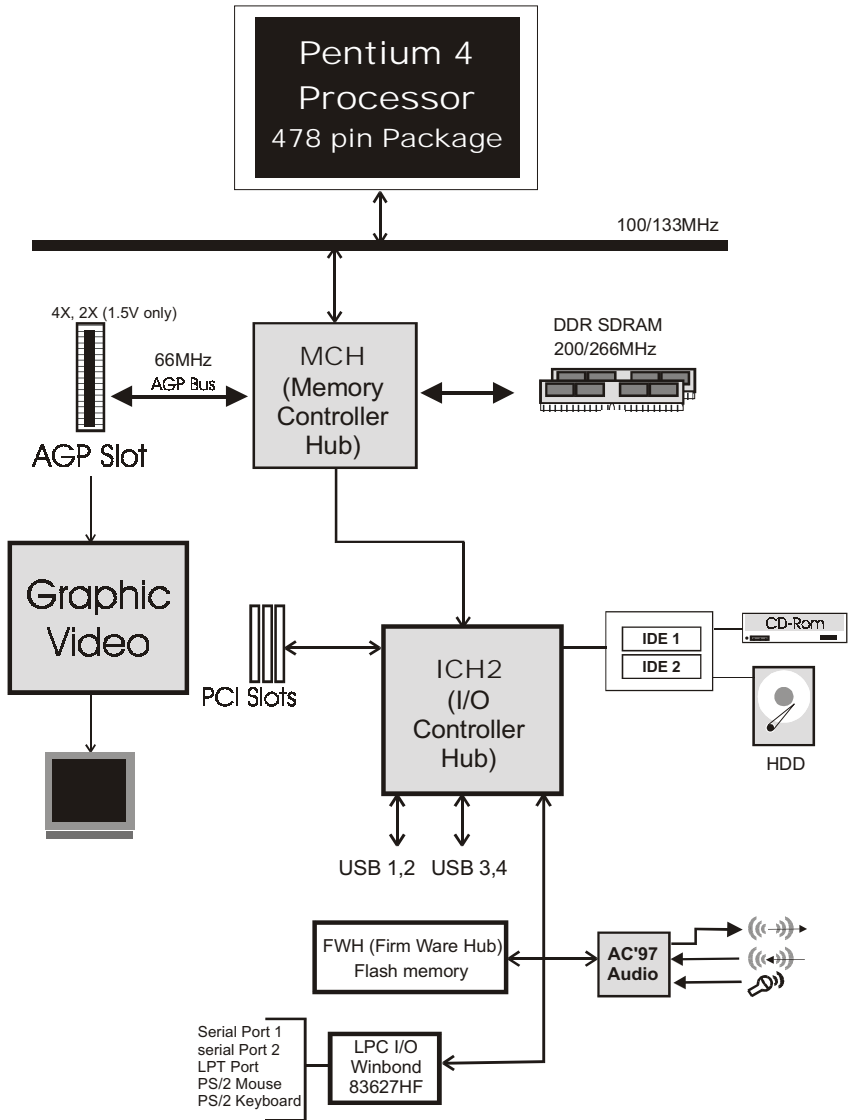 Pentium 4
Processor
478 pin Package
100/133MHz
4X, 2X (1.5V only)
66MHz
AGP Bus
AGP Slot
MCH
(Memory
Controller
Hub)
DDR SDRAM
200/266MHz
Graphic
Video
PCI Slots
ICH2
(I/O
Controller
Hub)
IDE 1
IDE 2
CD-Rom
HDD
USB 1,2
USB 3,4
FWH (Firm Ware Hub)
Flash memory
AC'97
Audio
Serial Port 1
serial Port 2
LPT Port
PS/2 Mouse
PS/2 Keyboard
LPC I/O
Winbond
83627HF